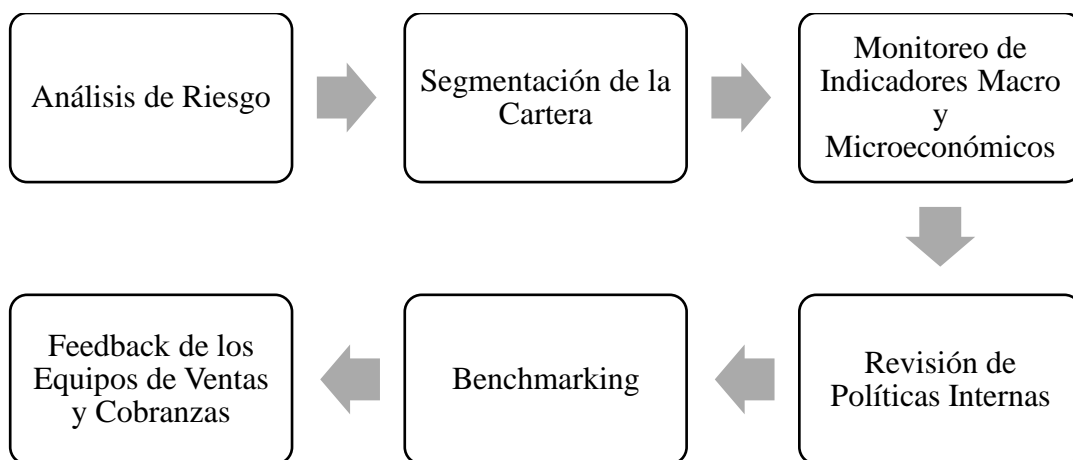 Análisis de Riesgo
Segmentación de la
Cartera
Monitoreo de
Indicadores Macro
y
Microeconómicos
Revisión de
Políticas Internas
Benchmarking
Feedback de los
Equipos de Ventas
y Cobranzas